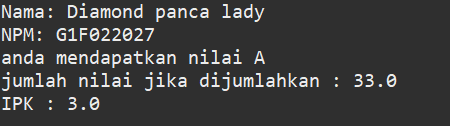 Nama: Diamond panca lady
NPM: G1F022027
anda mendapatkan nilai A
jumlah nilai jika dijumlahkan : 33.0
IPK : 3.0